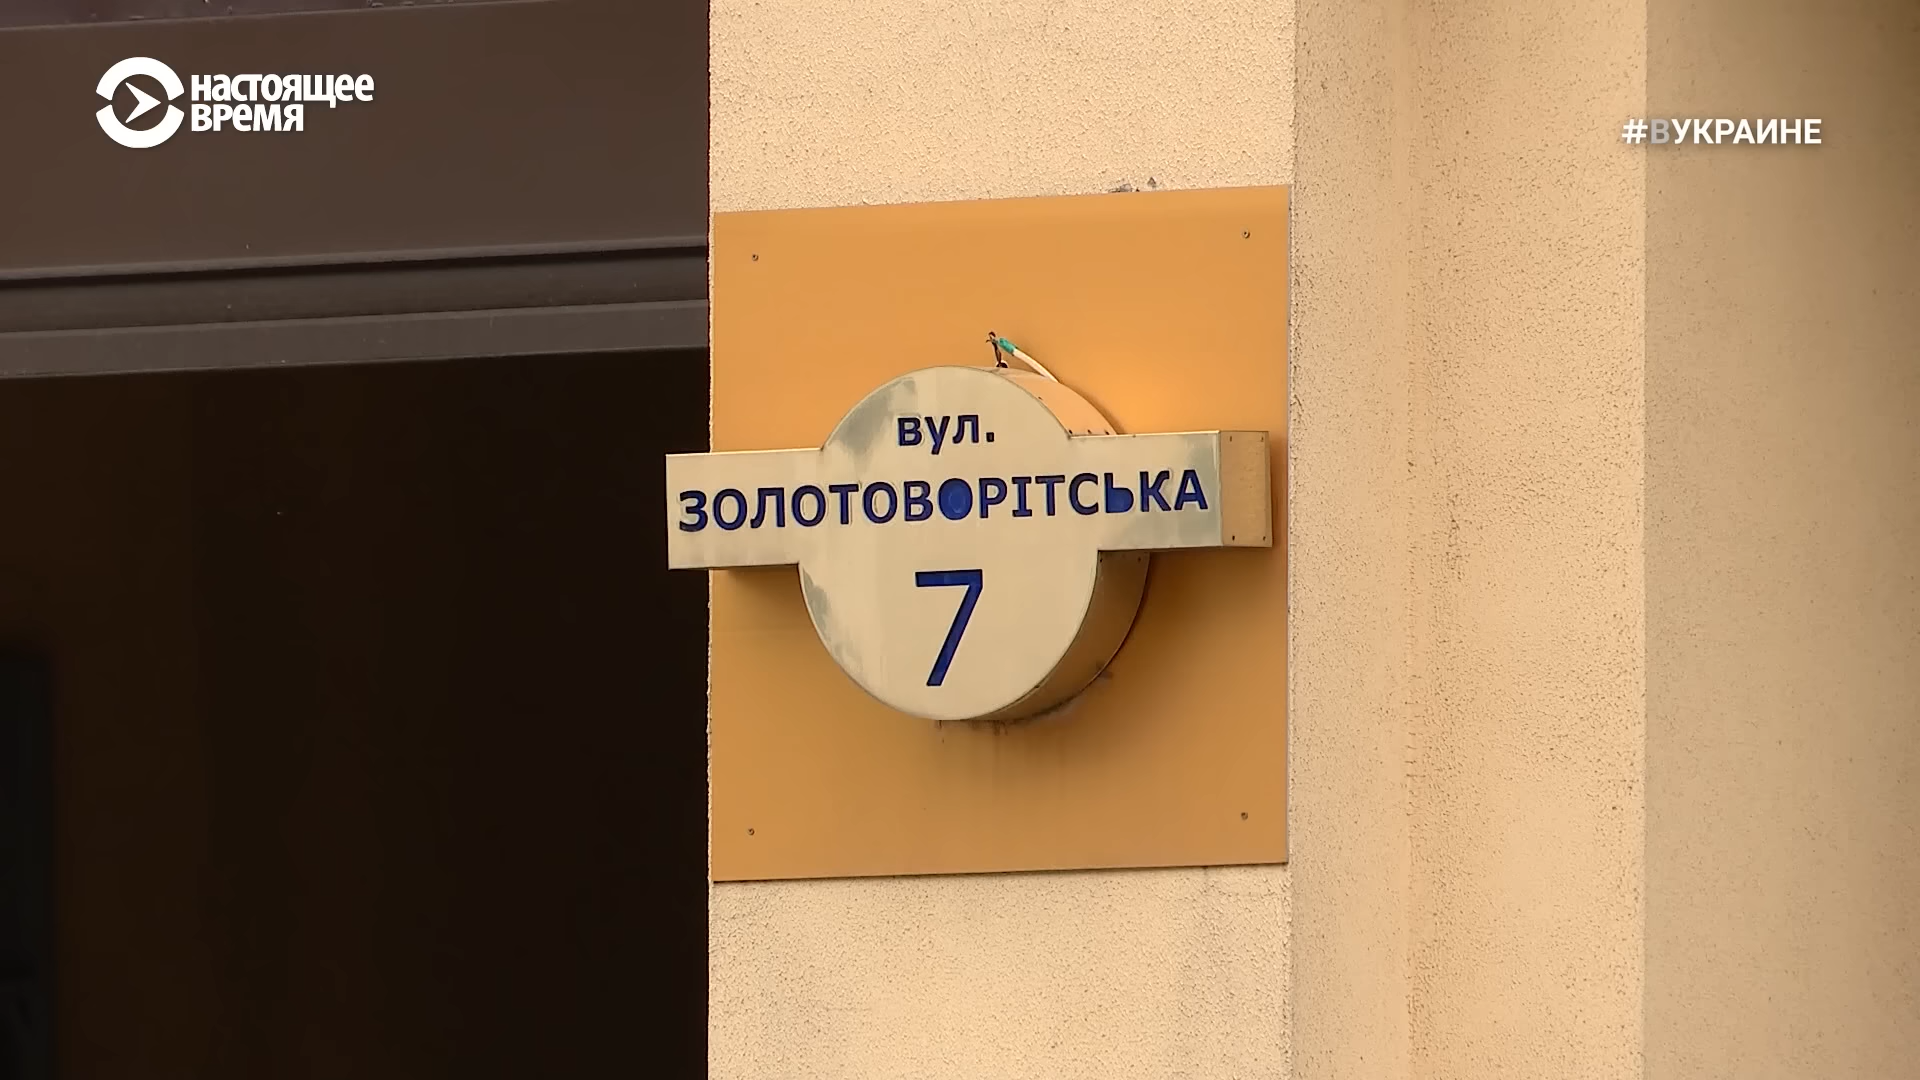 НАСТОЯЩЕЕ
ВРЕМЯ
#ВУКРАИНЕ
вул.
ЗОЛОТОВОРІТСЬКА
7